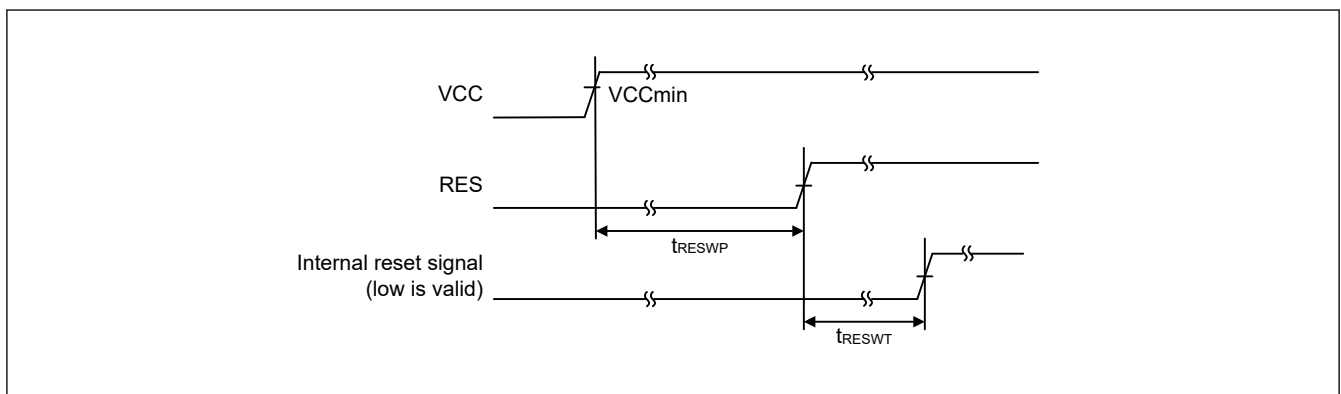 VCC
VCCmin
RES
tRESWP
Internal reset signal
(low is valid)
tRESWT